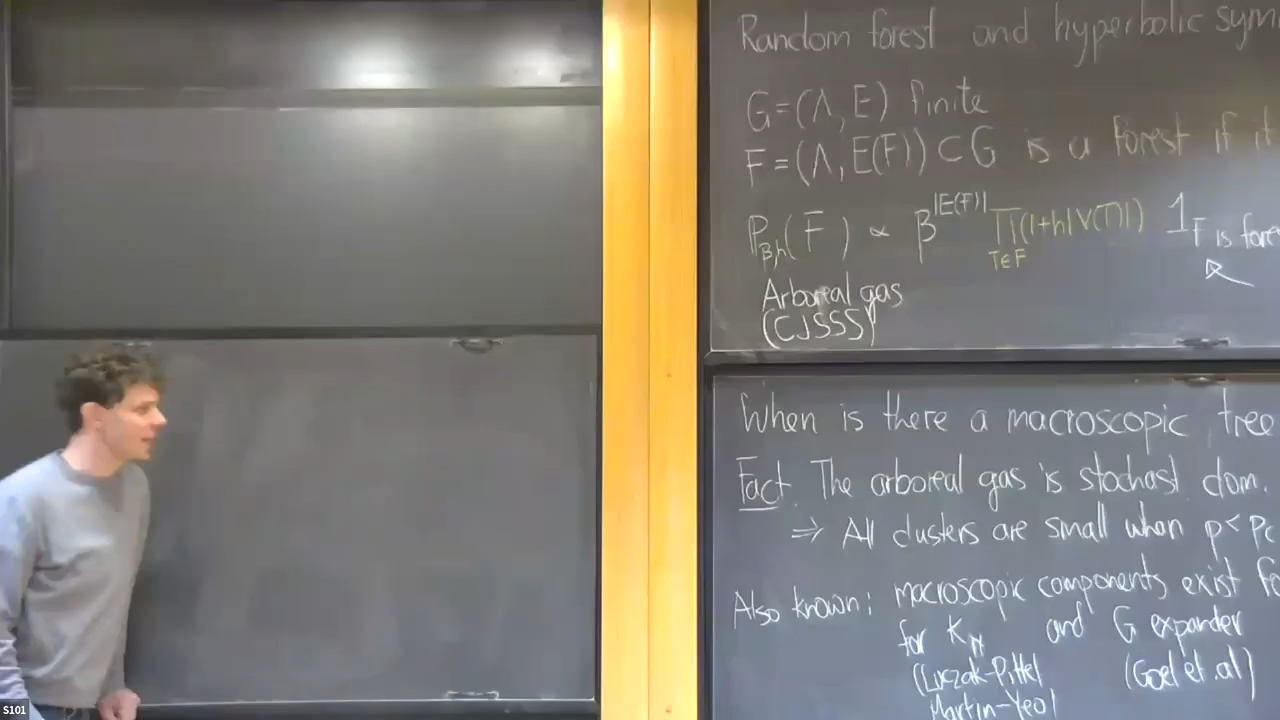 Random forest and hyperbolic sym
G=(Λ,E) finite
F=(Λ,E(F))⊂G is a forest if it
P_{β,h}(F) ∝ β^{|E(F)|} ∏_{T∈F}(1+h|V(T)|) 1_{F is fore
Arboreal gas
(CJSSS)
When is there a macroscopic tree
Fact. The arboreal gas is stochast dom.
⇒ All clusters are small when p<p_c
Also known: macroscopic components exist fo
for K_N and G expander
(Luczak-Pittel (Goel et.al)
Martin-Yeo)
S101